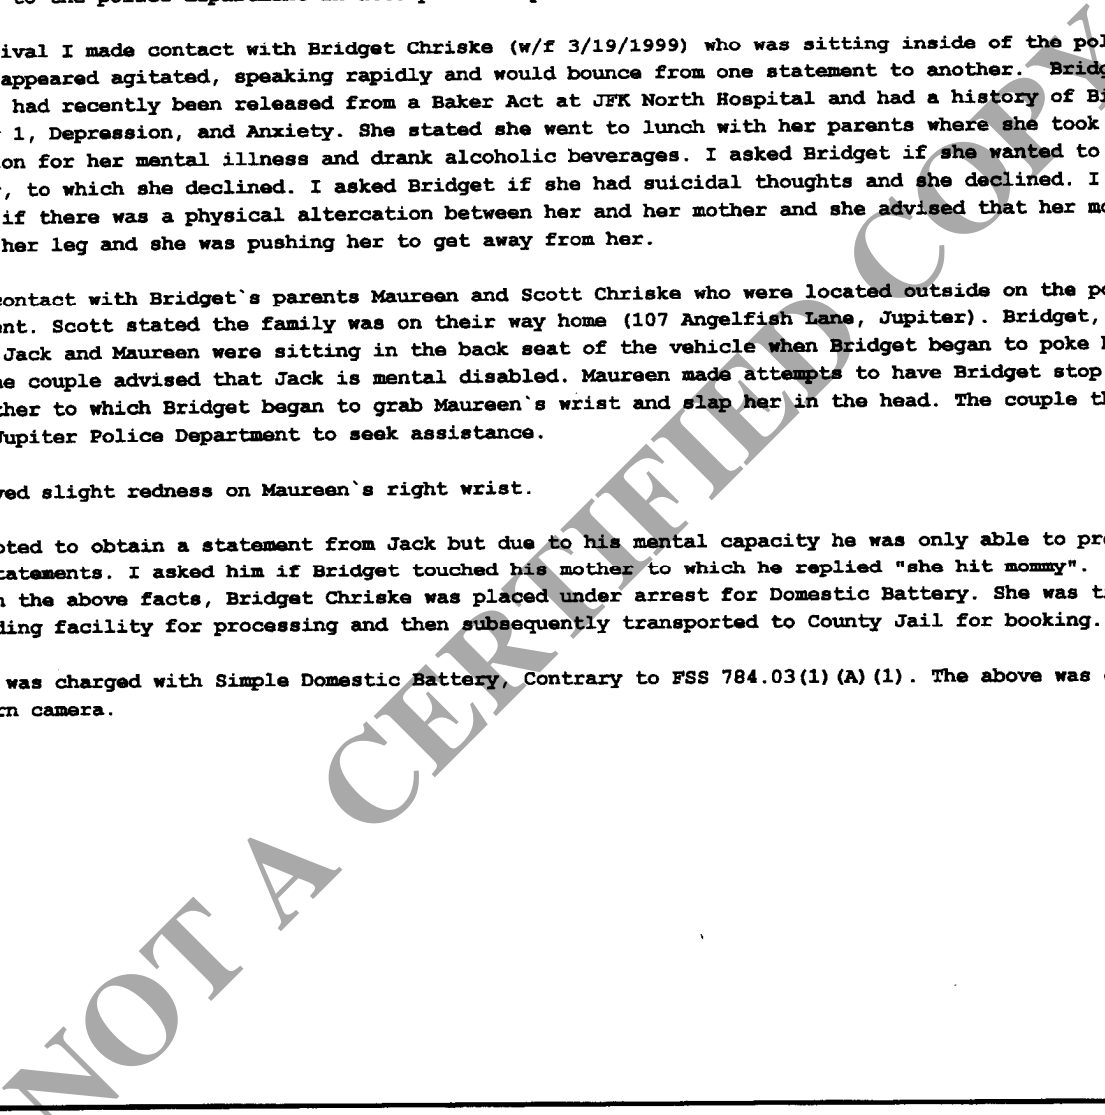 to the police department
ival I made contact with Bridget Chriske (w/f 3/19/1999) who was sitting inside of the pol
appeared agitated, speaking rapidly and would bounce from one statement to another. Bridg
had recently been released from a Baker Act at JFK North Hospital and had a history of Bi
1, Depression, and Anxiety. She stated she went to lunch with her parents where she took
ion for her mental illness and drank alcoholic beverages. I asked Bridget if she wanted to
, to which she declined. I asked Bridget if she had suicidal thoughts and she declined. I
if there was a physical altercation between her and her mother and she advised that her mo
her leg and she was pushing her to get away from her.
contact with Bridget`s parents Maureen and Scott Chriske who were located outside on the p
ent. Scott stated the family was on their way home (107 Angelfish Lane, Jupiter). Bridget,
Jack and Maureen were sitting in the back seat of the vehicle when Bridget began to poke
he couple advised that Jack is mental disabled. Maureen made attempts to have Bridget stop
ther to which Bridget began to grab Maureen`s wrist and slap her in the head. The couple th
Jupiter Police Department to seek assistance.
ved slight redness on Maureen`s right wrist.
pted to obtain a statement from Jack but due to his mental capacity he was only able to pr
tatements. I asked him if Bridget touched his mother to which he replied "she hit mommy".
n the above facts, Bridget Chriske was placed under arrest for Domestic Battery. She was t
ding facility for processing and then subsequently transported to County Jail for booking.
was charged with Simple Domestic Battery, Contrary to FSS 784.03(1)(A)(1). The above was
rn camera.
NOT A CERTIFIED COPY